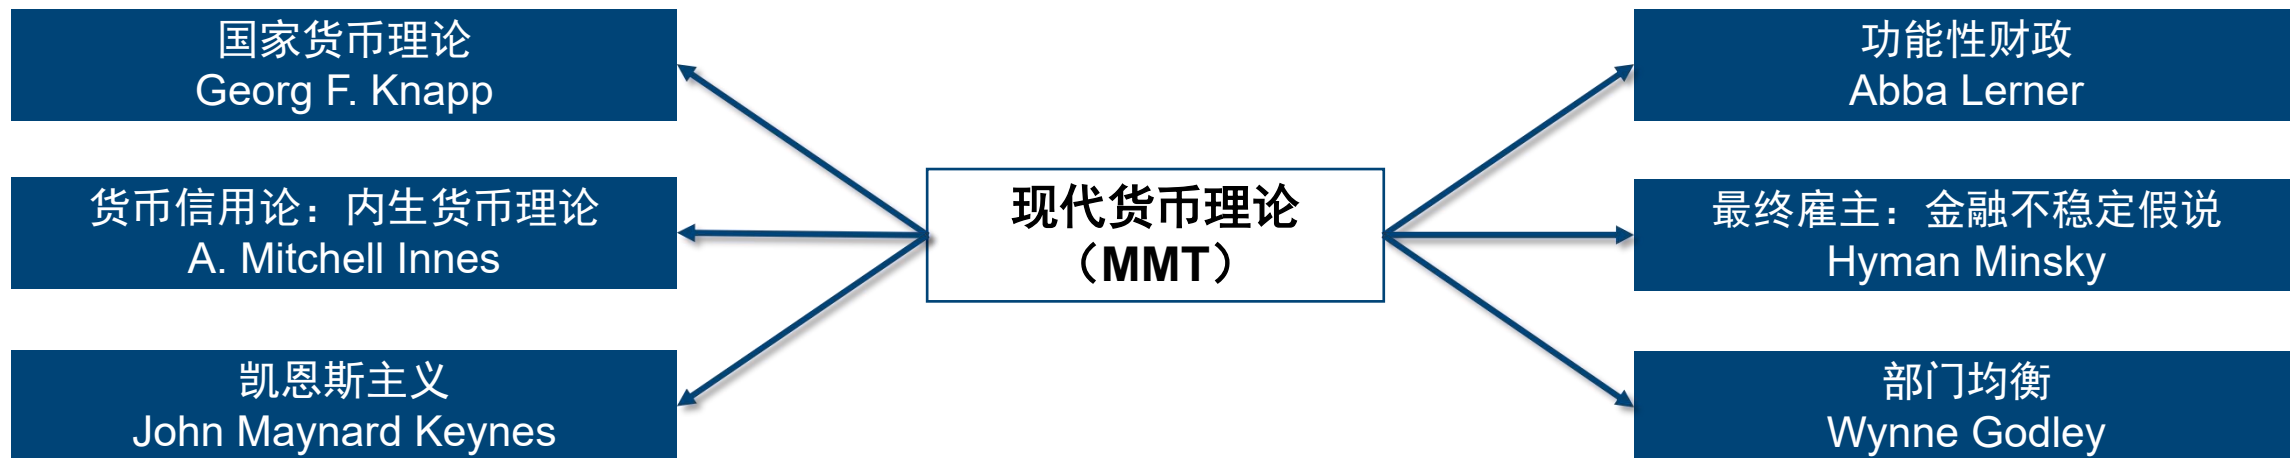 国家货币理论
Georg F. Knapp
货币信用论：内生货币理论
A. Mitchell Innes
凯恩斯主义
John Maynard Keynes
现代货币理论
（MMT）
功能性财政
Abba Lerner
最终雇主：金融不稳定假说
Hyman Minsky
部门均衡
Wynne Godley